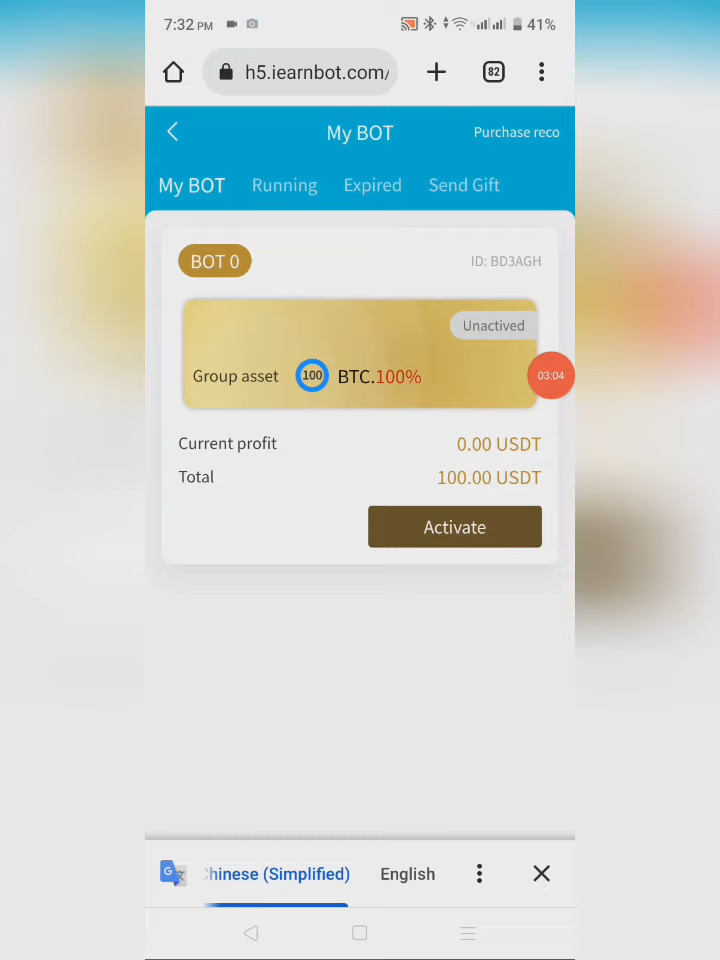 7:32 PM 41%
h5.iearnbot.com/ 82
My BOT Purchase reco
My BOT Running Expired Send Gift
BOT 0 ID: BD3AGH
Unactived
Group asset 100 BTC.100%
03:04
Current profit 0.00 USDT
Total 100.00 USDT
Activate
G 文 hinese (Simplified) English